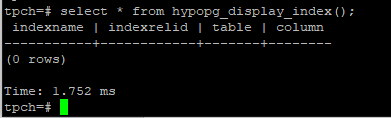 tpch=# select * from hypopg_display_index();
 indexname | indexrelid | table | column
-----------+------------+-------+--------
(0 rows)
Time: 1.752 ms
tpch=#